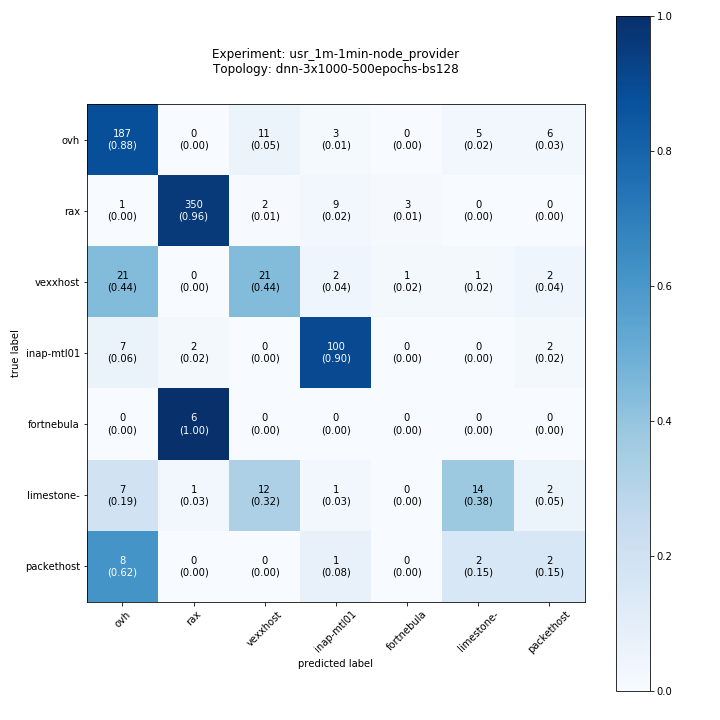 Experiment: usr_1m-1min-node_provider
Topology: dnn-3x1000-500epochs-bs128
1.0
0.8
0.6
0.4
0.2
0.0
true label
ovh
187 0 11 3 0 5 6
(0.88) (0.00) (0.05) (0.01) (0.00) (0.02) (0.03)
rax
1 350 2 9 3 0 0
(0.00) (0.96) (0.01) (0.02) (0.01) (0.00) (0.00)
vexxhost
21 0 21 2 1 1 2
(0.44) (0.00) (0.44) (0.04) (0.02) (0.02) (0.04)
inap-mtl01
7 2 0 100 0 0 2
(0.06) (0.02) (0.00) (0.90) (0.00) (0.00) (0.02)
fortnebula
0 6 0 0 0 0 0
(0.00) (1.00) (0.00) (0.00) (0.00) (0.00) (0.00)
limestone-
7 1 12 1 0 14 2
(0.19) (0.03) (0.32) (0.03) (0.00) (0.38) (0.05)
packethost
8 0 0 1 0 2 2
(0.62) (0.00) (0.00) (0.08) (0.00) (0.15) (0.15)
ovh rax vexxhost inap-mtl01 fortnebula limestone- packethost
predicted label